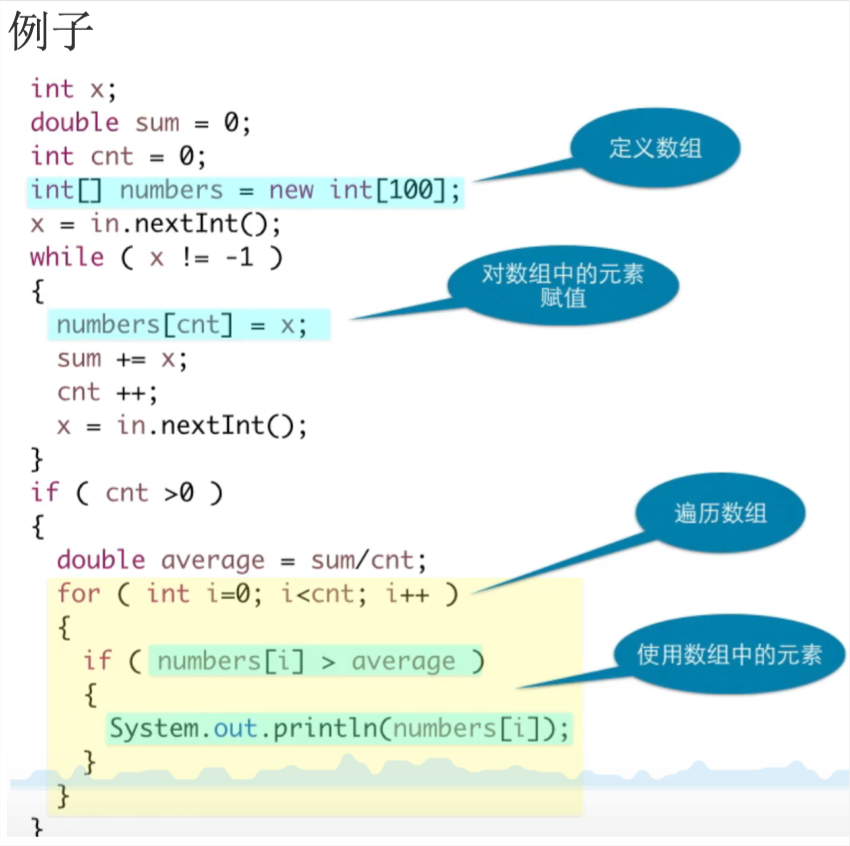 例子
int x;
double sum = 0;
int cnt = 0;
int[] numbers = new int[100];
定义数组
x = in.nextInt();
while ( x != -1 )
{
numbers[cnt] = x;
对数组中的元素
赋值
sum += x;
cnt ++;
x = in.nextInt();
}
if ( cnt >0 )
{
double average = sum/cnt;
for ( int i=0; i<cnt; i++ )
遍历数组
{
if ( numbers[i] > average )
使用数组中的元素
{
System.out.println(numbers[i]);
}
}
}